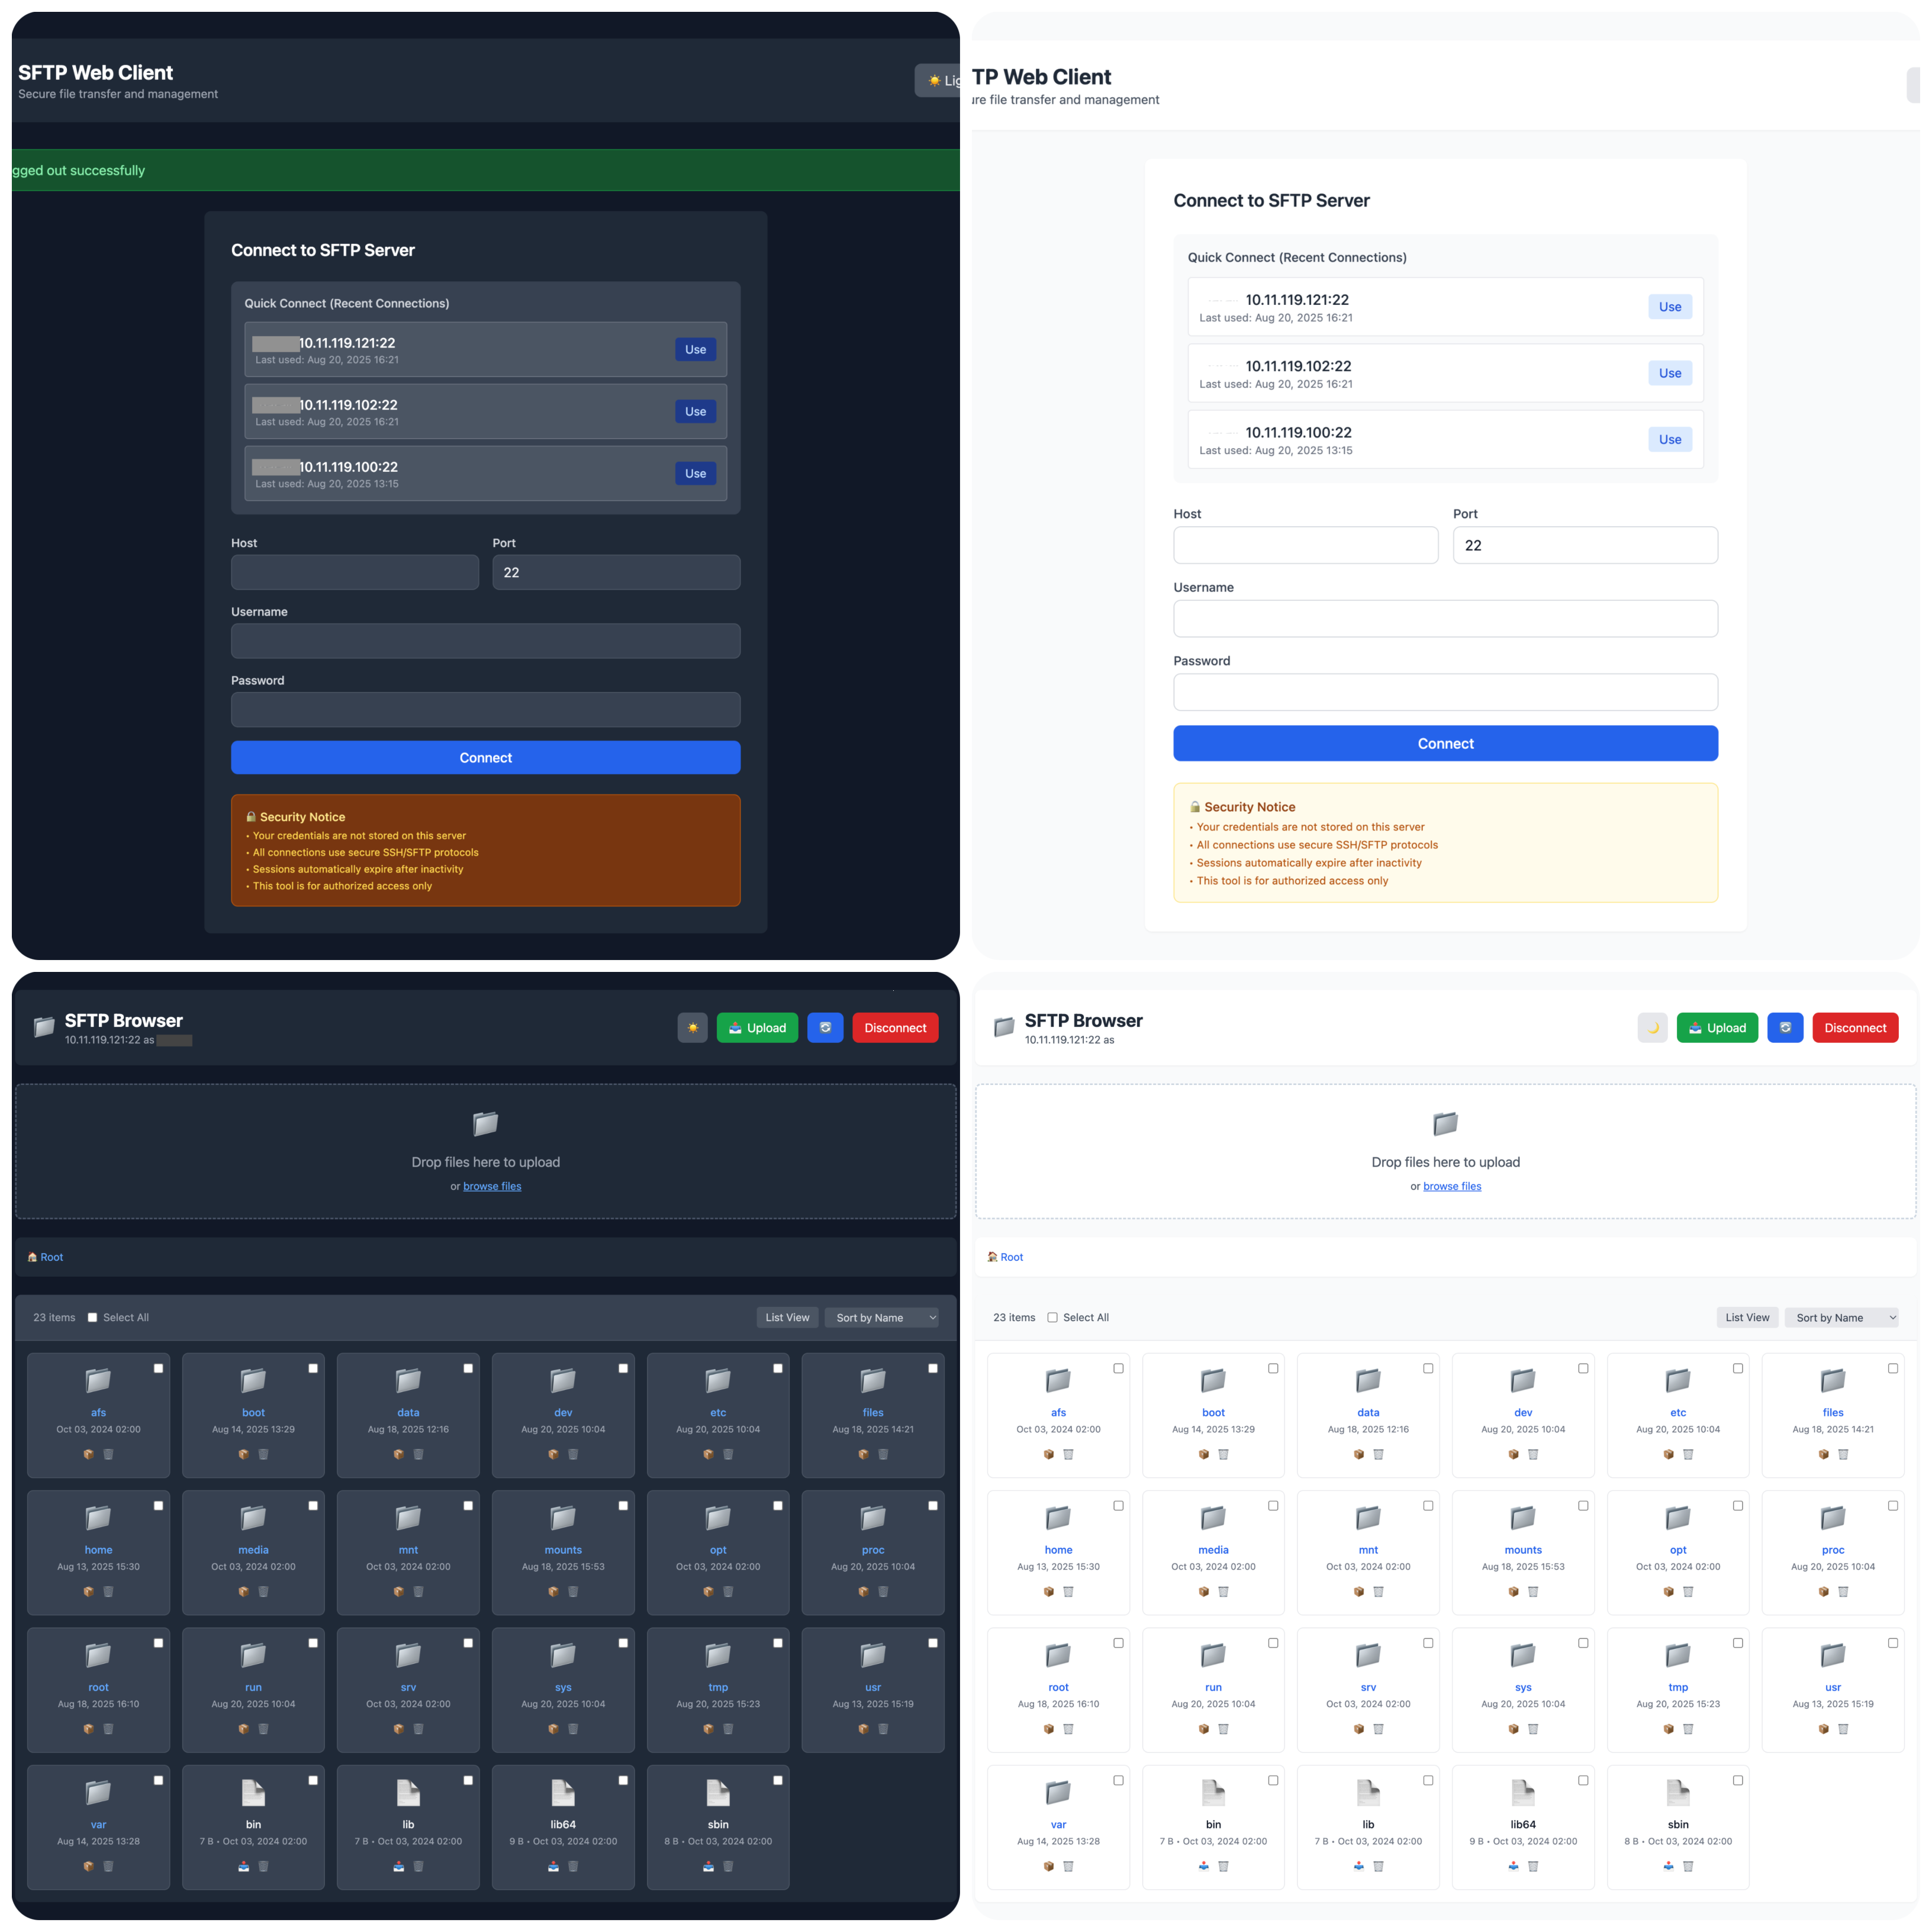 SFTP Web Client
Secure file transfer and management
☀️ Lig
gged out successfully
Connect to SFTP Server
Quick Connect (Recent Connections)
10.11.119.121:22
Last used: Aug 20, 2025 16:21
Use
10.11.119.102:22
Last used: Aug 20, 2025 16:21
Use
10.11.119.100:22
Last used: Aug 20, 2025 13:15
Use
Host Port
22
Username
Password
Connect
🔒 Security Notice
• Your credentials are not stored on this server
• All connections use secure SSH/SFTP protocols
• Sessions automatically expire after inactivity
• This tool is for authorized access only
TP Web Client
ure file transfer and management
Connect to SFTP Server
Quick Connect (Recent Connections)
10.11.119.121:22
Last used: Aug 20, 2025 16:21
Use
10.11.119.102:22
Last used: Aug 20, 2025 16:21
Use
10.11.119.100:22
Last used: Aug 20, 2025 13:15
Use
Host Port
22
Username
Password
Connect
🔒 Security Notice
• Your credentials are not stored on this server
• All connections use secure SSH/SFTP protocols
• Sessions automatically expire after inactivity
• This tool is for authorized access only
SFTP Browser
10.11.119.121:22 as
Upload Disconnect
Drop files here to upload
or browse files
Root
23 items Select All List View Sort by Name
afs boot data dev etc files
Oct 03, 2024 02:00 Aug 14, 2025 13:29 Aug 18, 2025 12:16 Aug 20, 2025 10:04 Aug 20, 2025 10:04 Aug 18, 2025 14:21
home media mnt mounts opt proc
Aug 13, 2025 15:30 Oct 03, 2024 02:00 Oct 03, 2024 02:00 Aug 18, 2025 15:53 Oct 03, 2024 02:00 Aug 20, 2025 10:04
root run srv sys tmp usr
Aug 18, 2025 16:10 Aug 20, 2025 10:04 Oct 03, 2024 02:00 Aug 20, 2025 10:04 Aug 20, 2025 15:23 Aug 13, 2025 15:19
var bin lib lib64 sbin
Aug 14, 2025 13:28 7 B • Oct 03, 2024 02:00 7 B • Oct 03, 2024 02:00 9 B • Oct 03, 2024 02:00 8 B • Oct 03, 2024 02:00
SFTP Browser
10.11.119.121:22 as
Upload Disconnect
Drop files here to upload
or browse files
Root
23 items Select All List View Sort by Name
afs boot data dev etc files
Oct 03, 2024 02:00 Aug 14, 2025 13:29 Aug 18, 2025 12:16 Aug 20, 2025 10:04 Aug 20, 2025 10:04 Aug 18, 2025 14:21
home media mnt mounts opt proc
Aug 13, 2025 15:30 Oct 03, 2024 02:00 Oct 03, 2024 02:00 Aug 18, 2025 15:53 Oct 03, 2024 02:00 Aug 20, 2025 10:04
root run srv sys tmp usr
Aug 18, 2025 16:10 Aug 20, 2025 10:04 Oct 03, 2024 02:00 Aug 20, 2025 10:04 Aug 20, 2025 15:23 Aug 13, 2025 15:19
var bin lib lib64 sbin
Aug 14, 2025 13:28 7 B • Oct 03, 2024 02:00 7 B • Oct 03, 2024 02:00 9 B • Oct 03, 2024 02:00 8 B • Oct 03, 2024 02:00